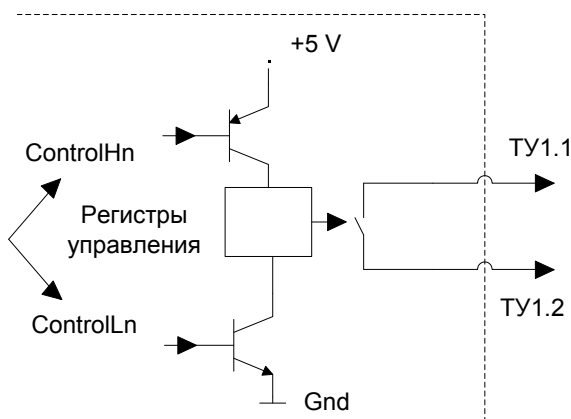 +5 V
ControlHn
ТУ1.1
Регистры
управления
ControlLn
ТУ1.2
Gnd